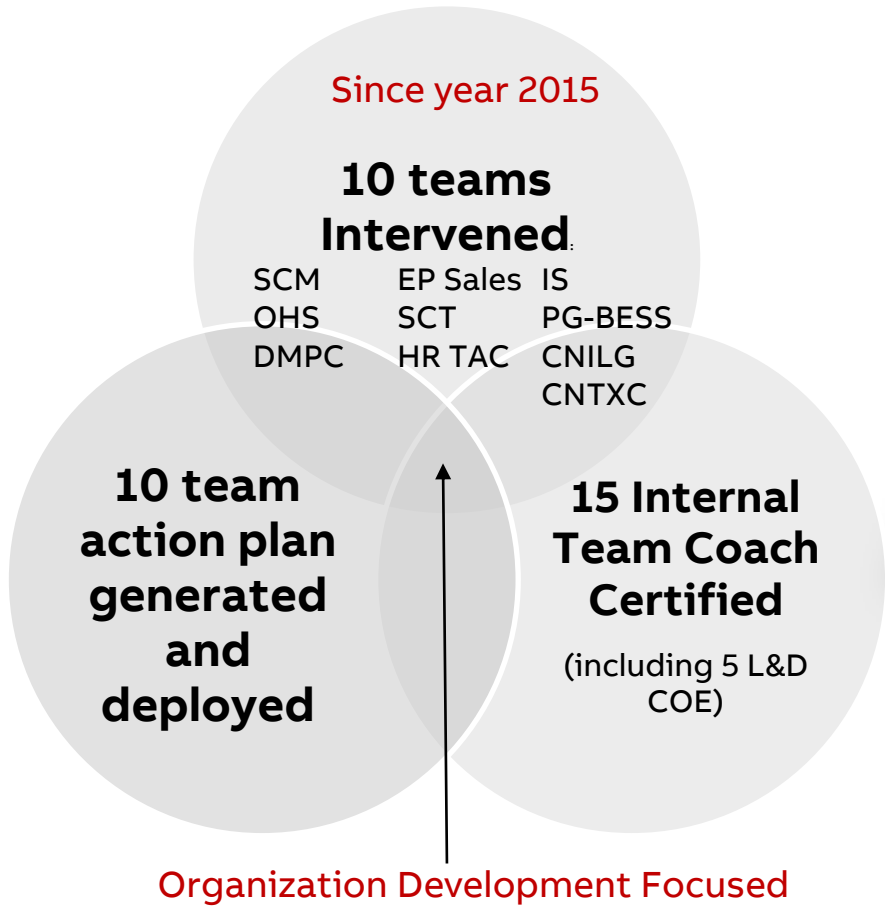 Since year 2015
10 teams
Intervened:
SCM EP Sales IS
OHS SCT PG-BESS
DMPC HR TAC CNILG
CNTXC
10 team
action plan
generated
and
deployed
15 Internal
Team Coach
Certified
(including 5 L&D
COE)
Organization Development Focused